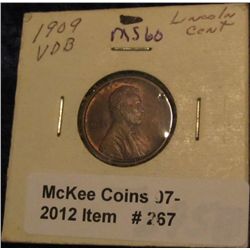 1909
VDB
MS60
Lincoln
Cent
McKee Coins 07-
2012 Item # 267